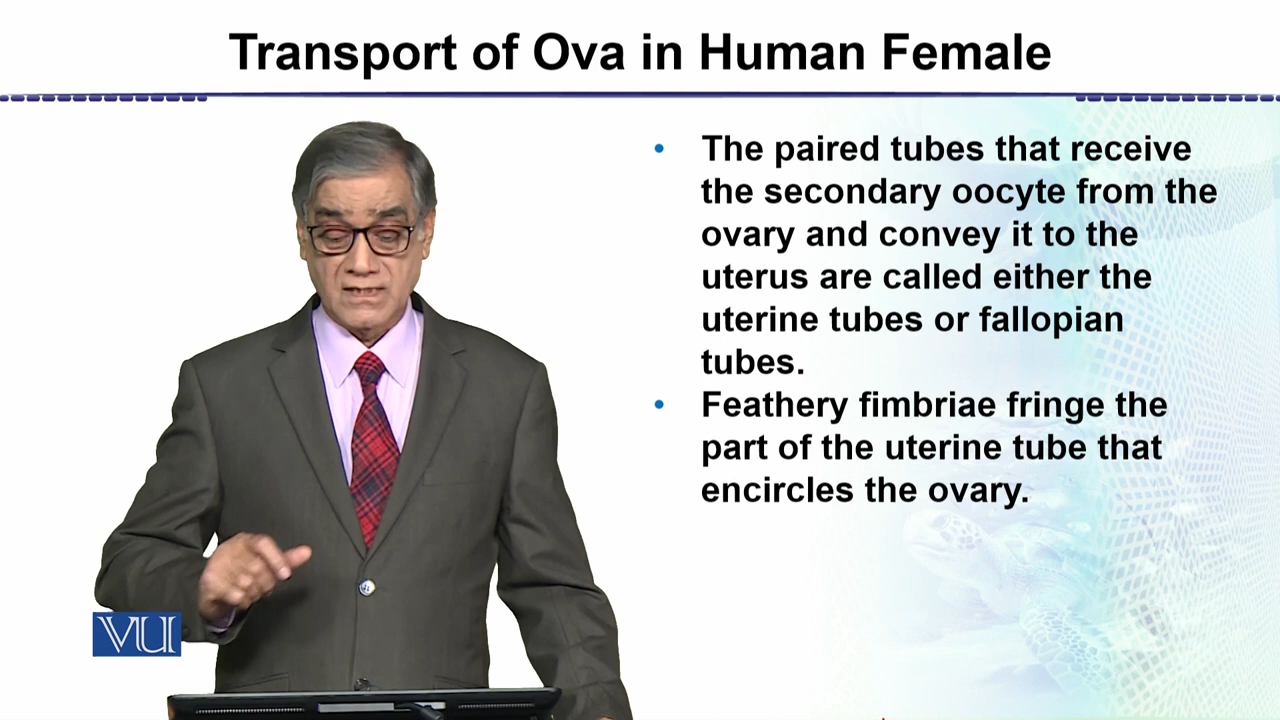 Transport of Ova in Human Female
• The paired tubes that receive
the secondary oocyte from the
ovary and convey it to the
uterus are called either the
uterine tubes or fallopian
tubes.
• Feathery fimbriae fringe the
part of the uterine tube that
encircles the ovary.
VU